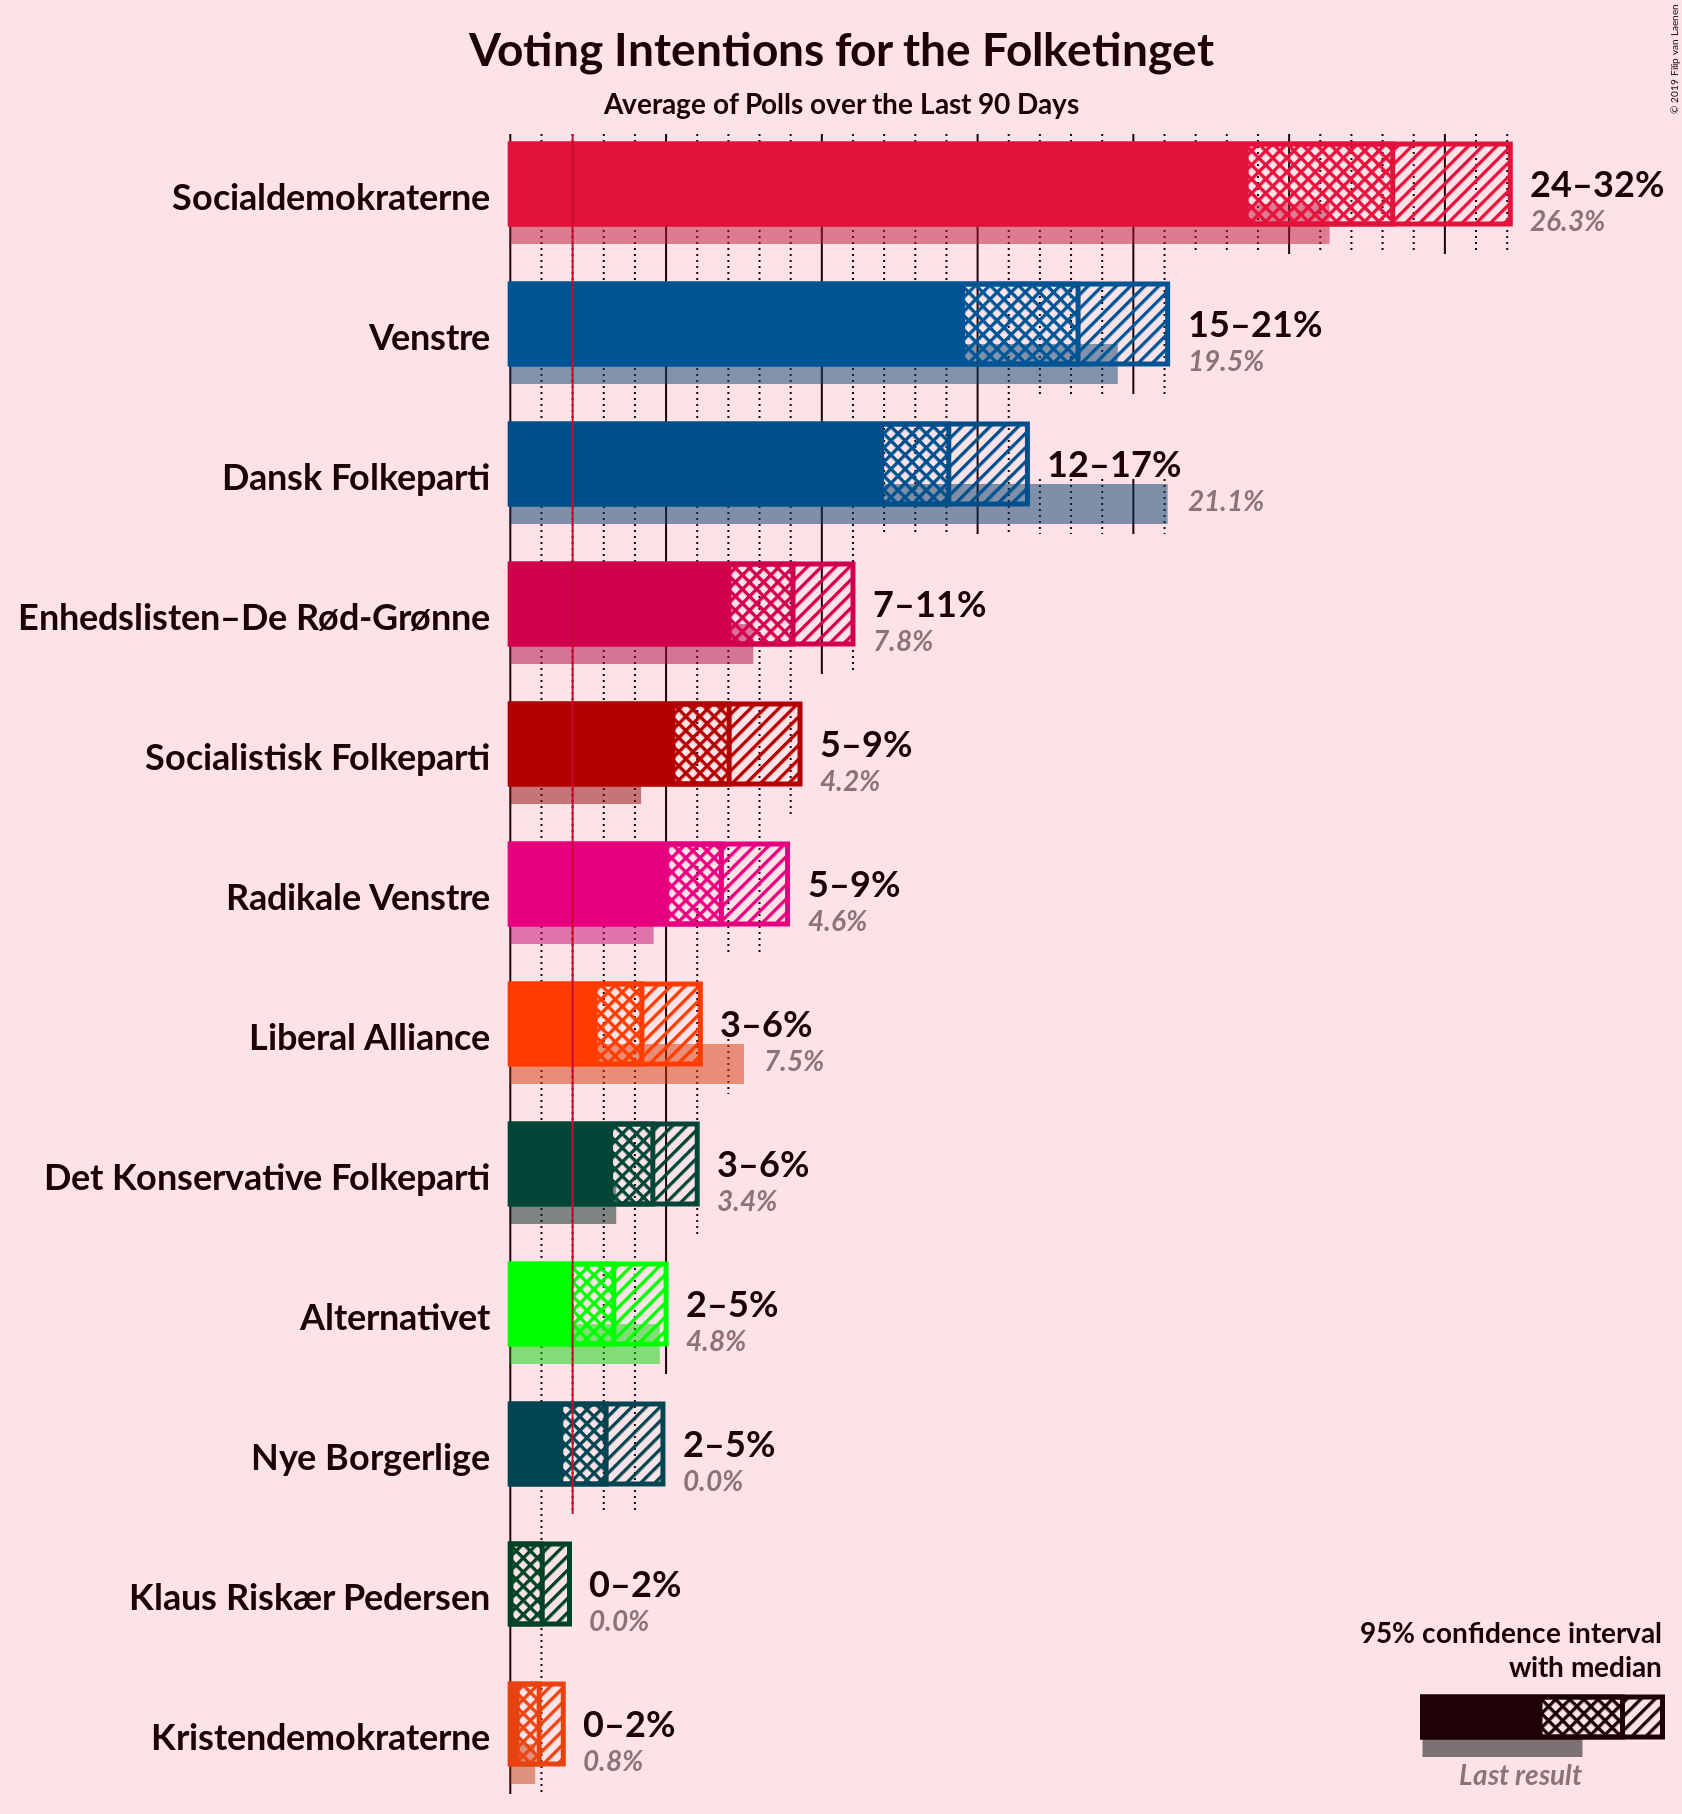 Voting Intentions for the Folketinget
Average of Polls over the Last 90 Days
© 2019 Filip van Laenen
Socialdemokraterne
24–32%
26.3%
Venstre
15–21%
19.5%
Dansk Folkeparti
12–17%
21.1%
Enhedslisten–De Rød-Grønne
7–11%
7.8%
Socialistisk Folkeparti
5–9%
4.2%
Radikale Venstre
5–9%
4.6%
Liberal Alliance
3–6%
7.5%
Det Konservative Folkeparti
3–6%
3.4%
Alternativet
2–5%
4.8%
Nye Borgerlige
2–5%
0.0%
Klaus Riskær Pedersen
0–2%
0.0%
Kristendemokraterne
0–2%
0.8%
95% confidence interval
with median
Last result